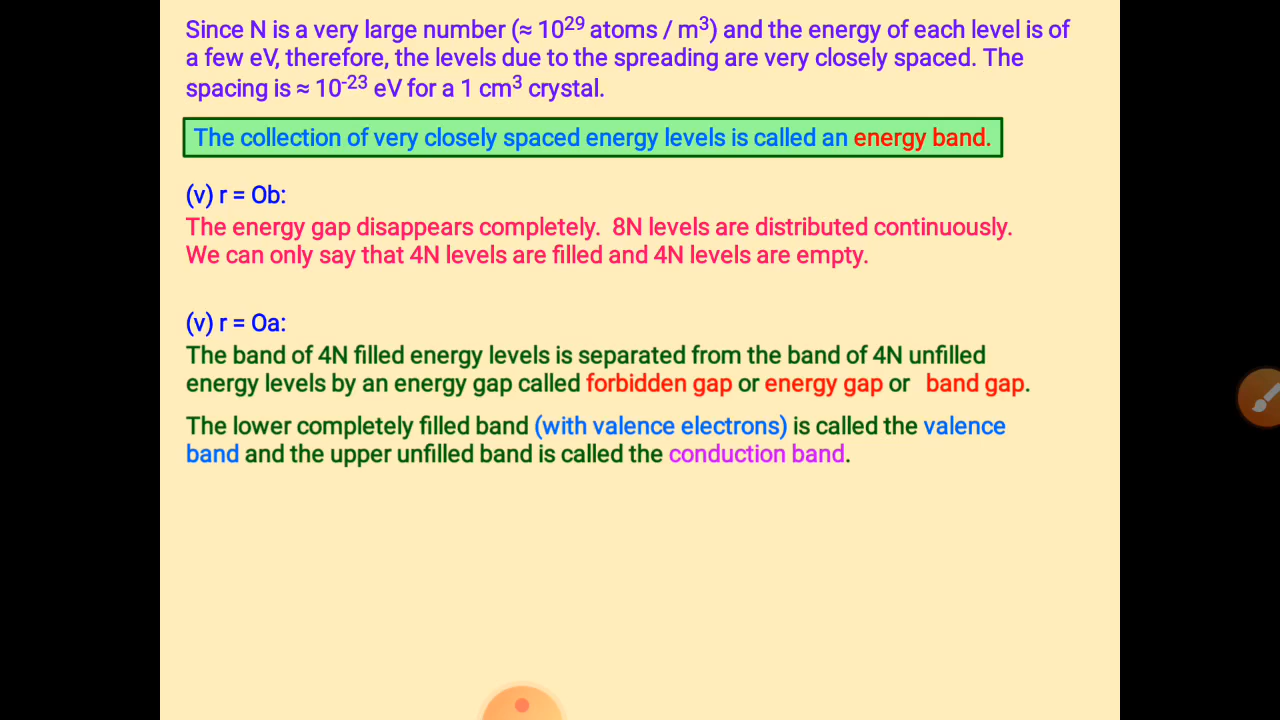 Since N is a very large number (≈ 10²⁹ atoms / m³) and the energy of each level is of
a few eV, therefore, the levels due to the spreading are very closely spaced. The
spacing is ≈ 10⁻²³ eV for a 1 cm³ crystal.
The collection of very closely spaced energy levels is called an energy band.
(v) r = Ob:
The energy gap disappears completely. 8N levels are distributed continuously.
We can only say that 4N levels are filled and 4N levels are empty.
(v) r = Oa:
The band of 4N filled energy levels is separated from the band of 4N unfilled
energy levels by an energy gap called forbidden gap or energy gap or band gap.
The lower completely filled band (with valence electrons) is called the valence
band and the upper unfilled band is called the conduction band.